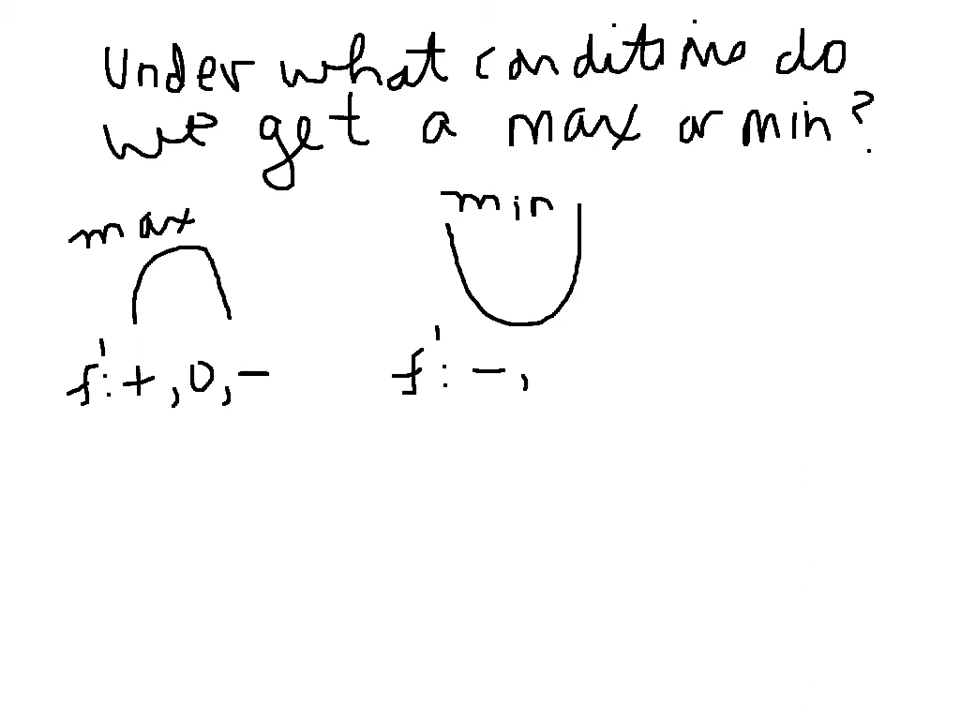 Under what conditions do
we get a max or min?
max min
f': +, 0, - f': -,